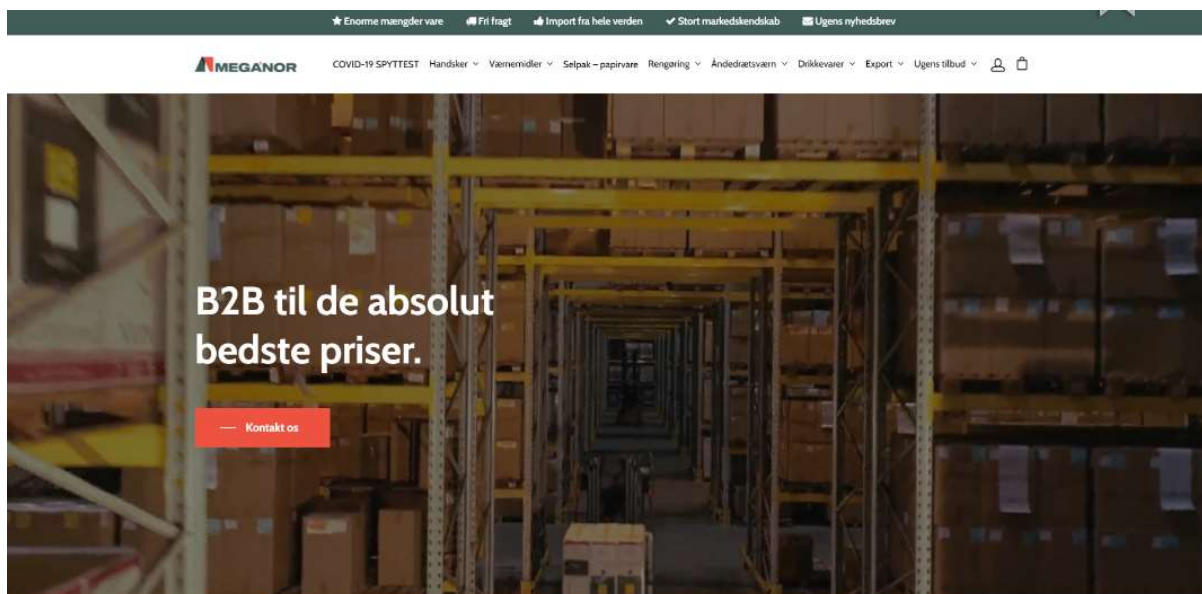 Enorme mængder vare Fri fragt Import fra hele verden Stort markedskendskab Ugens nyhedsbrev
MEGANOR COVID-19 SPYTTEST Handsker Værnemidler Selpak – papirvare Rengøring Åndedrætsværn Drikkevarer Export Ugens tilbud
B2B til de absolut
bedste priser.
Kontakt os